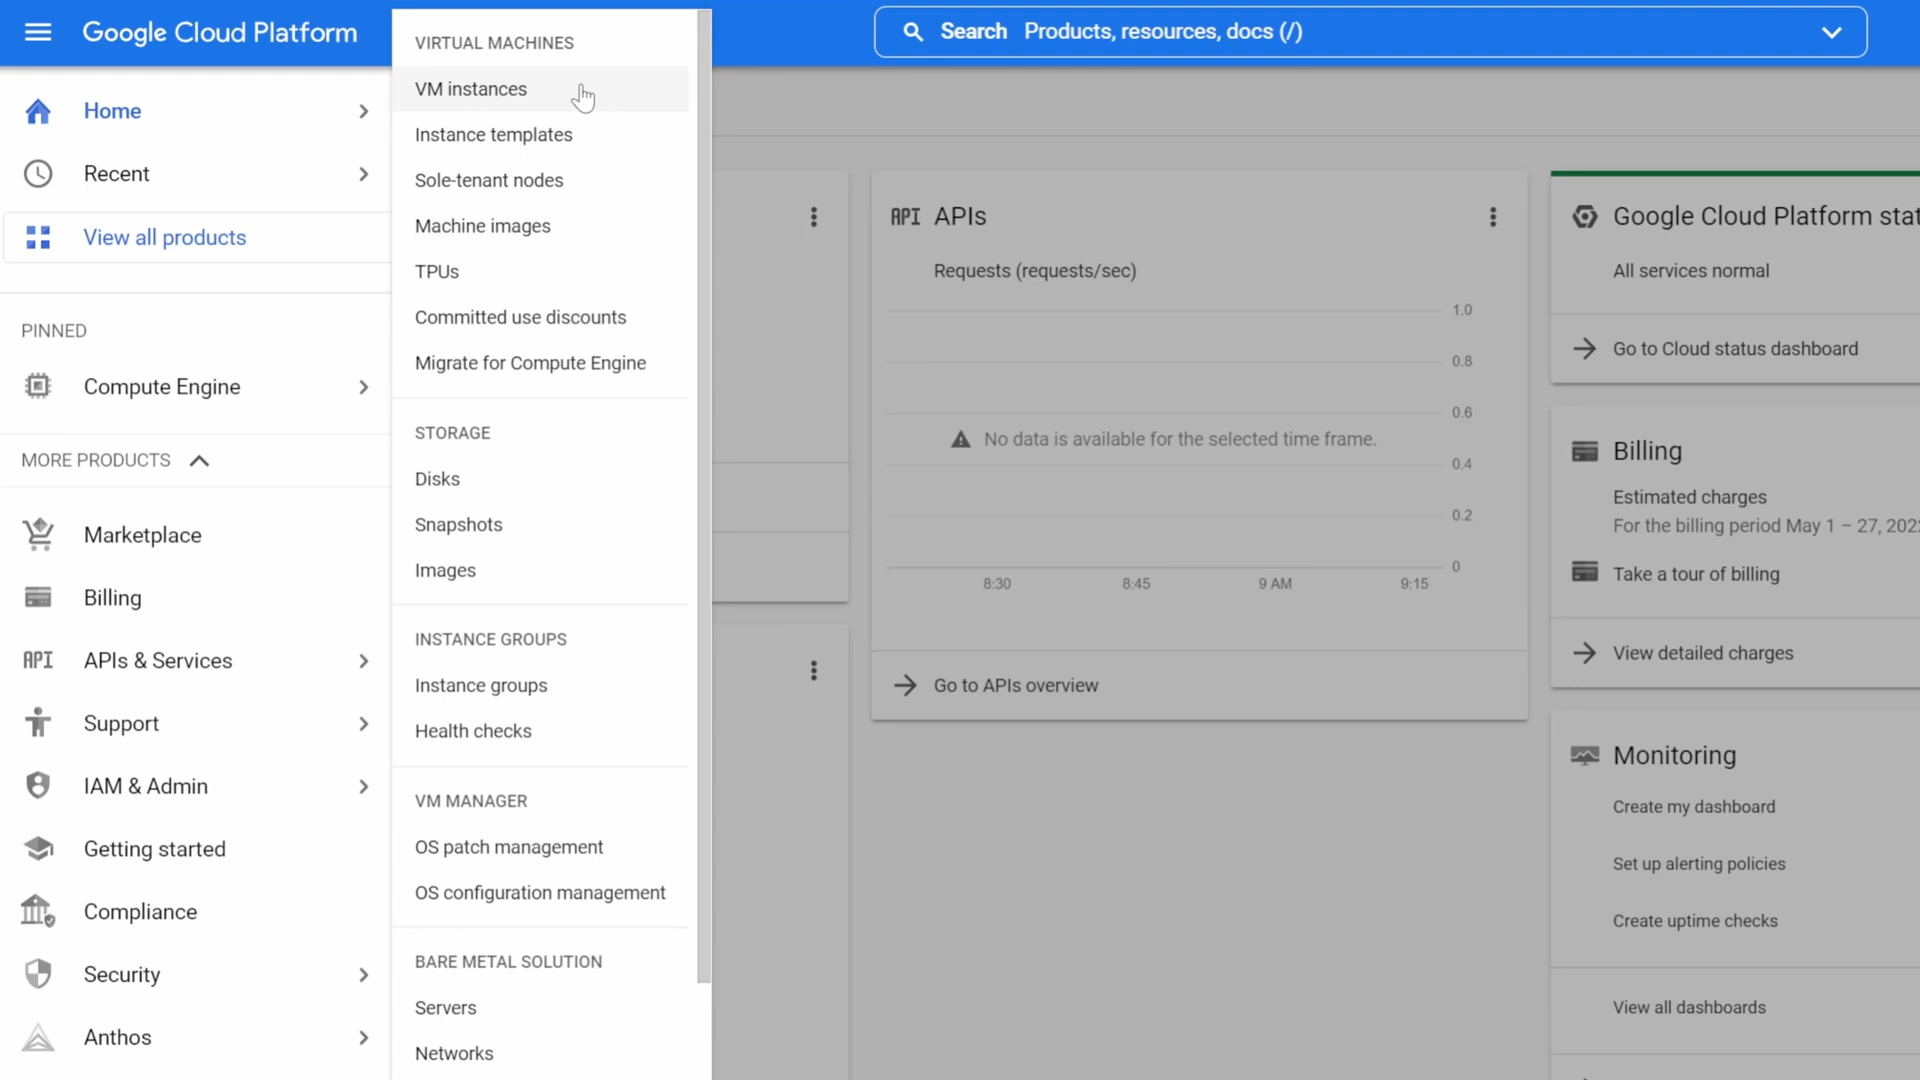 Google Cloud Platform
Search Products, resources, docs (/)
Home
Recent
View all products
PINNED
Compute Engine
MORE PRODUCTS
Marketplace
Billing
API APIs & Services
Support
IAM & Admin
Getting started
Compliance
Security
Anthos
VIRTUAL MACHINES
VM instances
Instance templates
Sole-tenant nodes
Machine images
TPUs
Committed use discounts
Migrate for Compute Engine
STORAGE
Disks
Snapshots
Images
INSTANCE GROUPS
Instance groups
Health checks
VM MANAGER
OS patch management
OS configuration management
BARE METAL SOLUTION
Servers
Networks
API APIs
Requests (requests/sec)
1.0
0.8
0.6
No data is available for the selected time frame.
0.4
0.2
0
8:30 8:45 9 AM 9:15
Go to APIs overview
Google Cloud Platform stat
All services normal
Go to Cloud status dashboard
Billing
Estimated charges
For the billing period May 1 – 27, 202
Take a tour of billing
View detailed charges
Monitoring
Create my dashboard
Set up alerting policies
Create uptime checks
View all dashboards